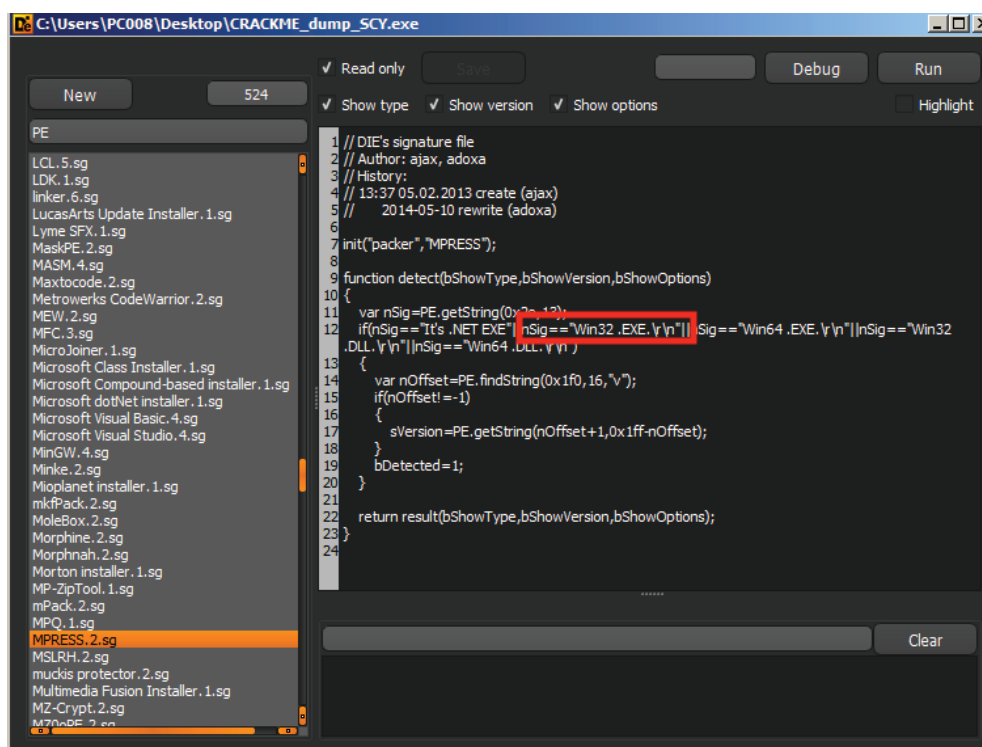 C:\Users\PC008\Desktop\CRACKME_dump_SCY.exe
Read only
Save
Debug
Run
New
524
Show type
Show version
Show options
Highlight
PE
LCL.5.sg
LDK.1.sg
linker.6.sg
LucasArts Update Installer.1.sg
Lyme SFX.1.sg
MaskPE.2.sg
MASM.4.sg
Maxtocode.2.sg
Metrowerks CodeWarrior.2.sg
MEW.2.sg
MFC.3.sg
MicroJoiner.1.sg
Microsoft Class Installer.1.sg
Microsoft Compound-based installer.1.sg
Microsoft dotNet installer.1.sg
Microsoft Visual Basic.4.sg
Microsoft Visual Studio.4.sg
MinGW.4.sg
Minke.2.sg
Mioplanet installer.1.sg
mkfPack.2.sg
MoleBox.2.sg
Morphine.2.sg
Morphnah.2.sg
Morton installer.1.sg
MP-ZipTool.1.sg
mPack.2.sg
MPQ.1.sg
MPRESS.2.sg
MSLRH.2.sg
muckis protector.2.sg
Multimedia Fusion Installer.1.sg
MZ-Crypt.2.sg
1 // DIE's signature file
2 // Author: ajax, adoxa
3 // History:
4 // 13:37 05.02.2013 create (ajax)
5 // 2014-05-10 rewrite (adoxa)
6
7 init("packer","MPRESS");
8
9 function detect(bShowType,bShowVersion,bShowOptions)
10 {
11 var nSig=PE.getString(
12 if(nSig=="It's .NET EXE"||nSig=="Win32 .EXE.\r\n"||nSig=="Win64 .EXE.\r\n"||nSig=="Win32
.DLL.\r\n"||nSig=="Win64 .DLL.\r\n")
13 {
14 var nOffset=PE.findString(0x1f0,16,"v");
15 if(nOffset!=-1)
16 {
17 sVersion=PE.getString(nOffset+1,0x1ff-nOffset);
18 }
19 bDetected=1;
20 }
21
22 return result(bShowType,bShowVersion,bShowOptions);
23 }
24
Clear